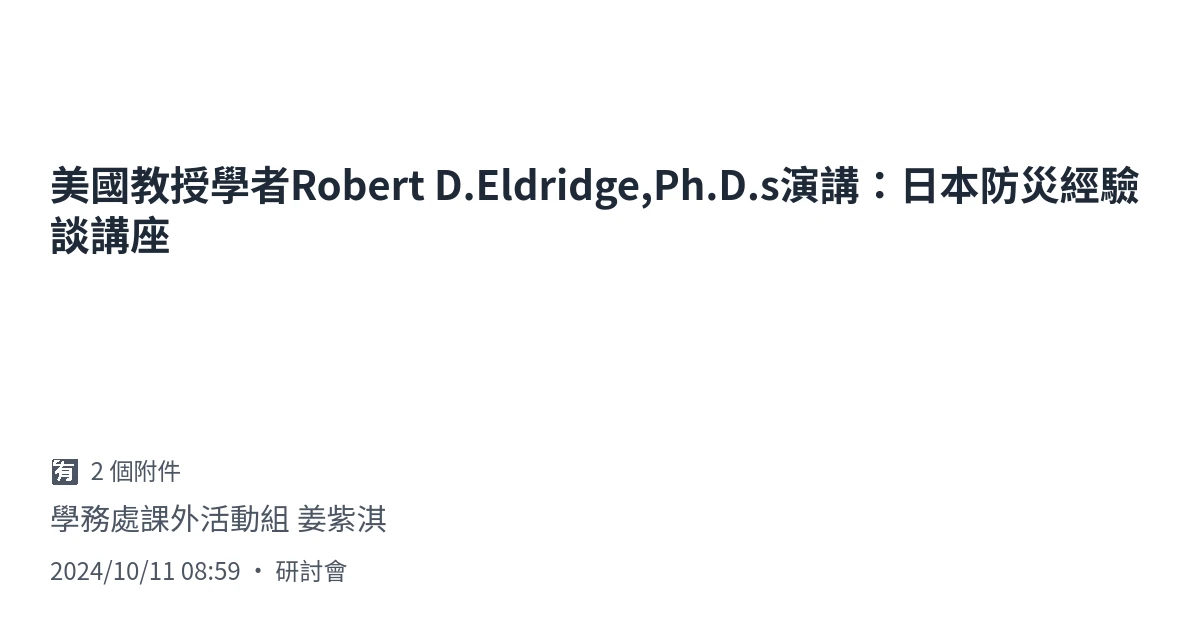 美國教授學者Robert D.Eldridge,Ph.D.s演講：日本防災經驗
談講座
🈶 2 個附件
學務處課外活動組 姜紫淇
2024/10/11 08:59 • 研討會